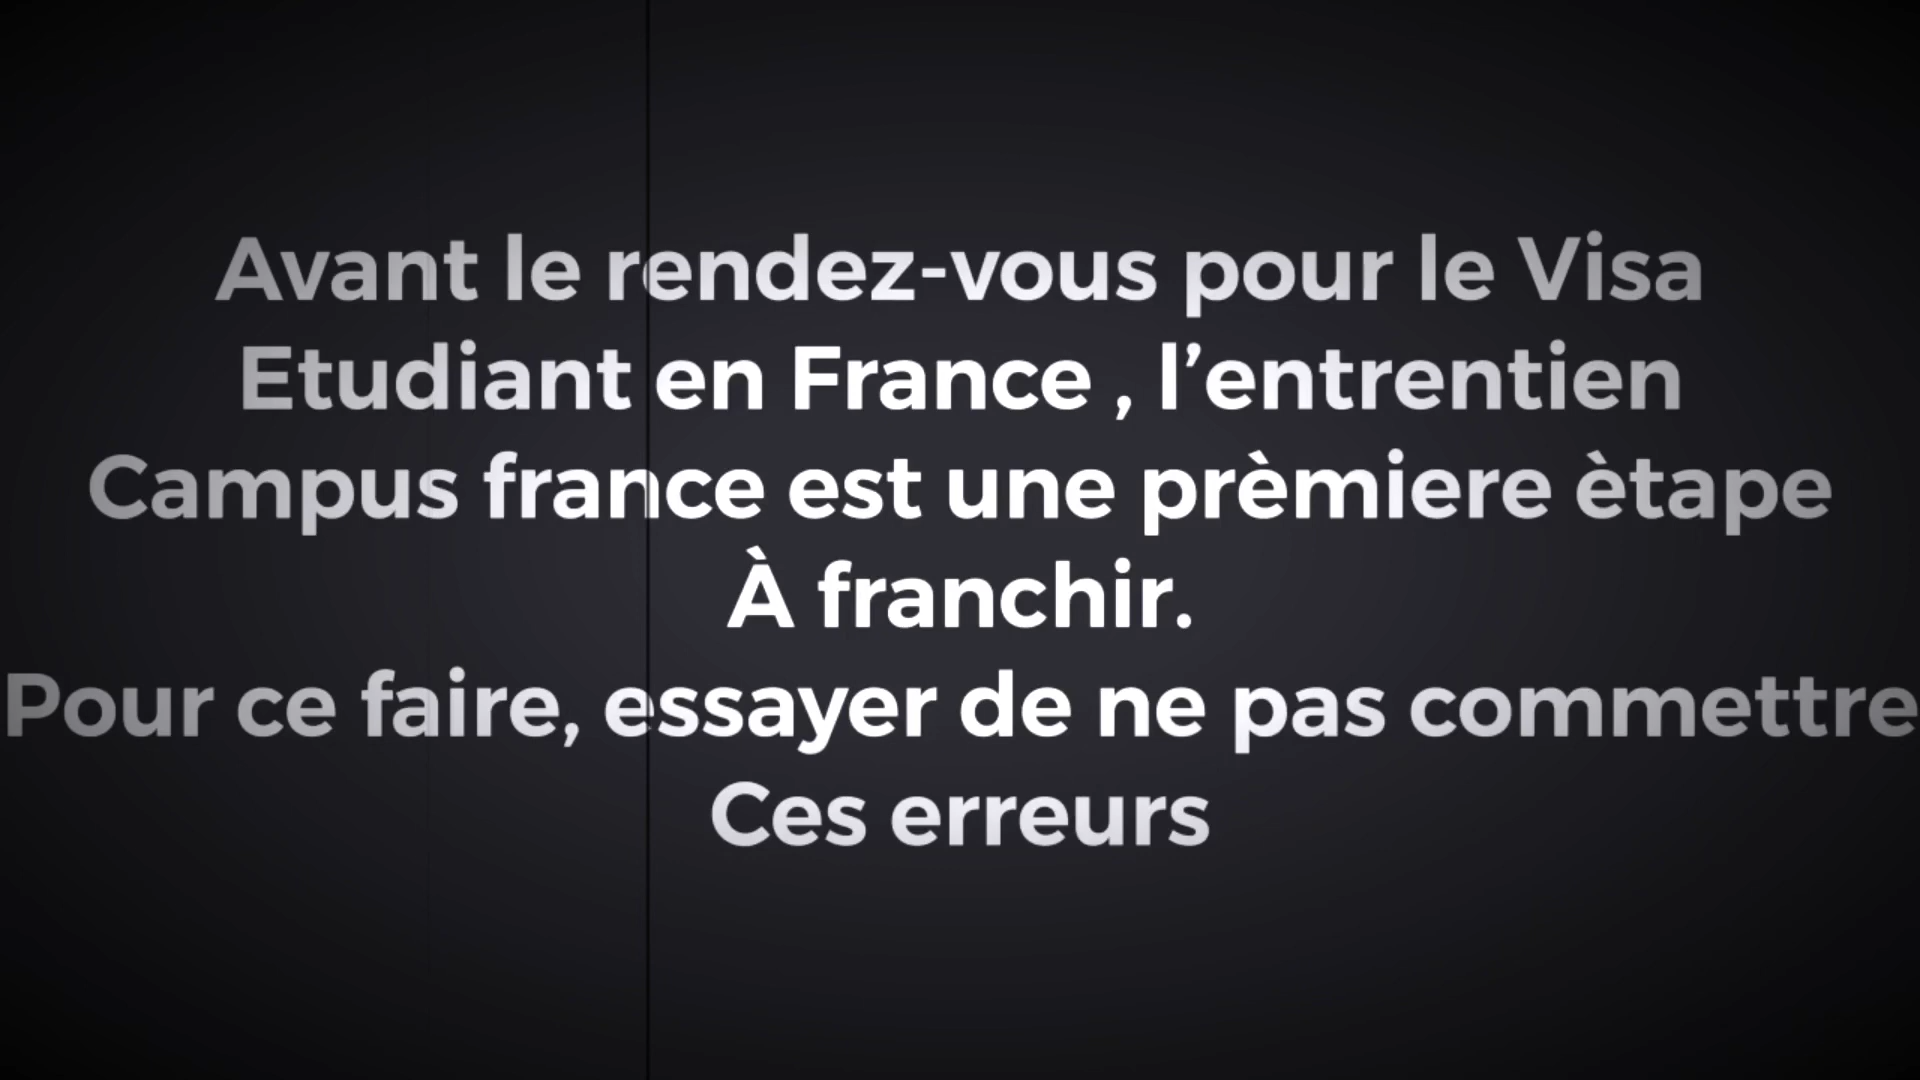 Avant le rendez-vous pour le Visa
Etudiant en France , l’entretien
Campus france est une prèmiere ètape
À franchir.
Pour ce faire, essayer de ne pas commettre
Ces erreurs